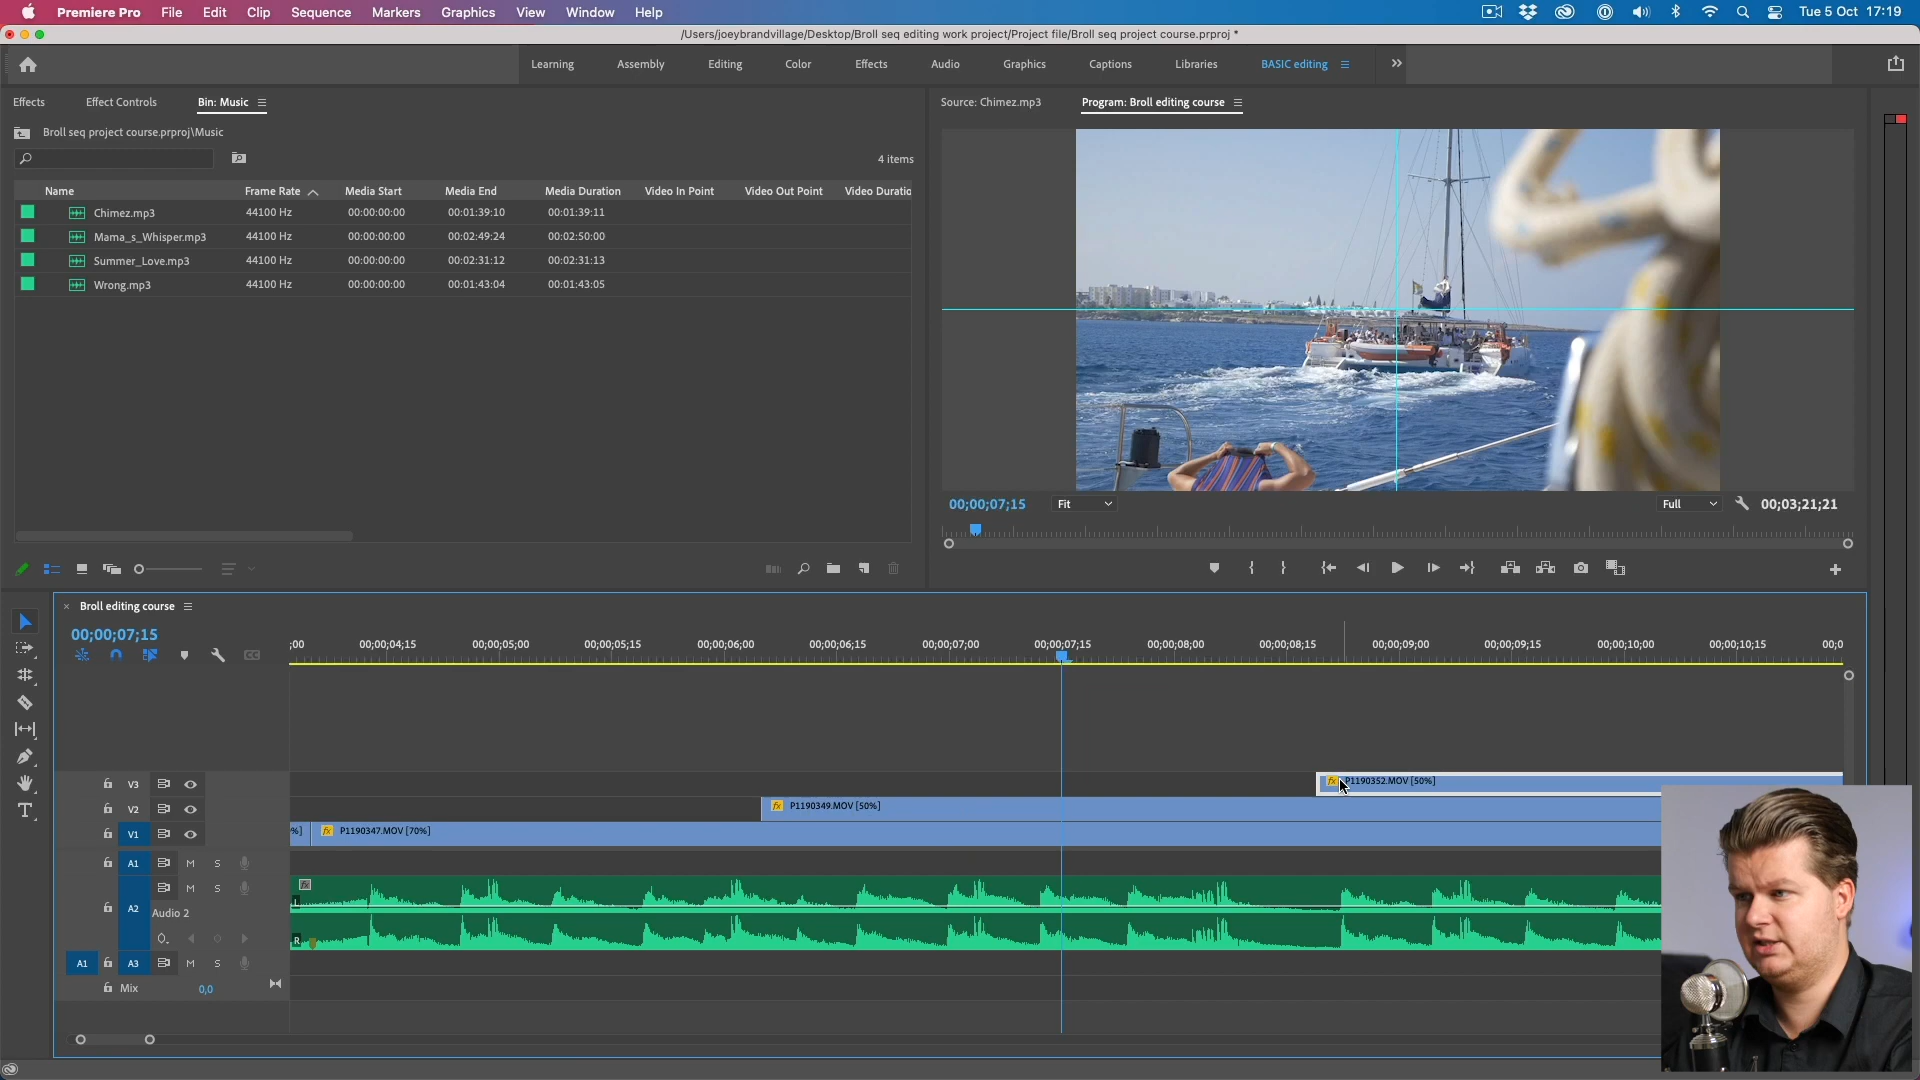 Premiere Pro File Edit Clip Sequence Markers Graphics View Window Help Tue 5 Oct 17:19
/Users/joeybrandvillage/Desktop/Broll seq editing work project/Project file/Broll seq project course.prproj *
Learning Assembly Editing Color Effects Audio Graphics Captions Libraries BASIC editing
Effects Effect Controls Bin: Music
Broll seq project course.prproj\Music
4 items
Name Frame Rate Media Start Media End Media Duration Video In Point Video Out Point Video Duratio
Chimez.mp3 44100 Hz 00:00:00:00 00:01:39:10 00:01:39:11
Mama_s_Whisper.mp3 44100 Hz 00:00:00:00 00:02:49:24 00:02:50:00
Summer_Love.mp3 44100 Hz 00:00:00:00 00:02:31:12 00:02:31:13
Wrong.mp3 44100 Hz 00:00:00:00 00:01:43:04 00:01:43:05
Source: Chimez.mp3 Program: Broll editing course
00;00;07;15 Fit Full 00;03;21;21
Broll editing course
00;00;07;15
;00 00;00;04;15 00;00;05;00 00;00;05;15 00;00;06;00 00;00;06;15 00;00;07;00 00;00;07;15 00;00;08;00 00;00;08;15 00;00;09;00 00;00;09;15 00;00;10;00 00;00;10;15 00;0
V3 fx P1190352.MOV [50%]
V2 fx P1190349.MOV [50%]
V1 %] fx P1190347.MOV [70%]
A1 M S
M S fx
L
A2 Audio 2
R
A1 A3 M S
Mix 0,0